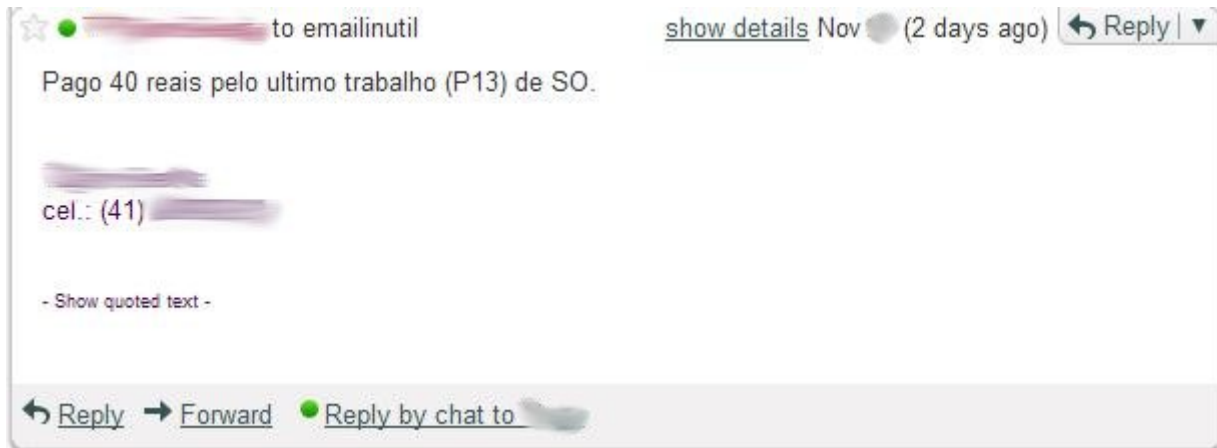 to emailinutil show details Nov (2 days ago) Reply
Pago 40 reais pelo ultimo trabalho (P13) de SO.
cel.: (41)
- Show quoted text -
Reply Forward Reply by chat to